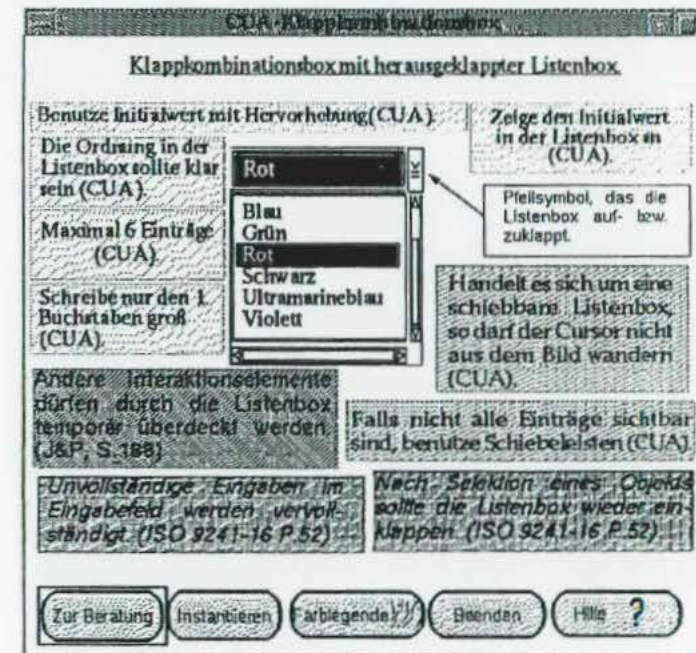 CUA-Klappkombinationsbox
Klappkombinationsbox mit herausgeklappter Listenbox
Benutze Initialwert mit Hervorhebung(CUA).
Zeige den Initialwert
in der Listenbox an
(CUA).
Die Ordnung in der
Listenbox sollte klar
sein (CUA).
Maximal 6 Einträge
(CUA).
Schreibe nur den 1.
Buchstaben groß
(CUA).
Rot
Blau
Grün
Rot
Schwarz
Ultramarineblau
Violett
Pfeilsymbol, das die
Listenbox auf- bzw.
zuklappt.
Handelt es sich um eine
schiebbare Listenbox,
so darf der Cursor nicht
aus dem Bild wandern
(CUA).
Andere Interaktionselemente
dürfen durch die Listenbox
temporär überdeckt werden
(J&P, S.188)
Falls nicht alle Einträge sichtbar
sind, benutze Schiebeleisten (CUA).
Unvollständige Eingaben im
Eingabefeld werden vervoll-
ständigt. (ISO 9241-16 P.52)
Nach Selektion eines Objekts
sollte die Listenbox wieder ein-
klappen (ISO 9241-16 P.52)
Zur Beratung
Instantiieren
Farblegende
Beenden
Hilfe ?